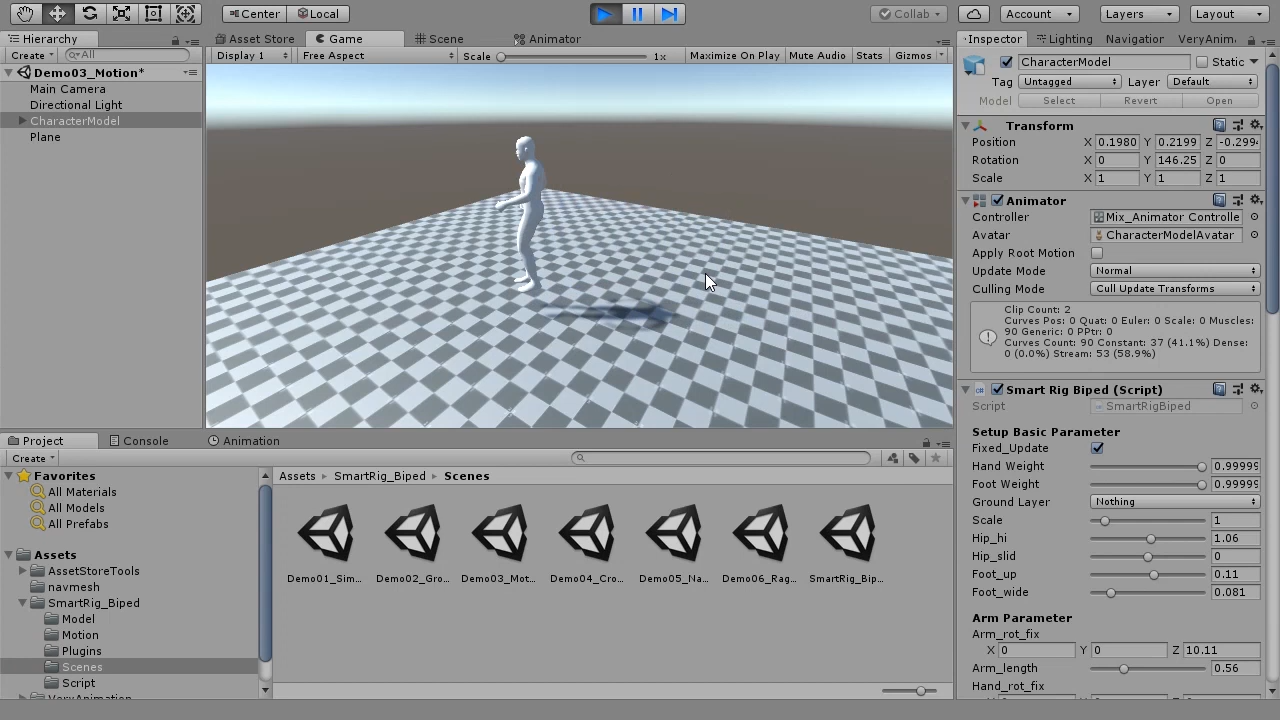 Center Local Collab Account Layers Layout
Hierarchy Asset Store Game Scene Animator Inspector Lighting Navigation VeryAnim
Create All Display 1 Free Aspect Scale 1x Maximize On Play Mute Audio Stats Gizmos
Demo03_Motion*
Main Camera
Directional Light
CharacterModel
Plane
CharacterModel Static
Tag Untagged Layer Default
Model Select Revert Open
Transform
Position X 0.1980 Y 0.2199 Z -0.299
Rotation X 0 Y 146.25 Z 0
Scale X 1 Y 1 Z 1
Animator
Controller Mix_Animator Controlle
Avatar CharacterModelAvatar
Apply Root Motion
Update Mode Normal
Culling Mode Cull Update Transforms
Clip Count: 2
Curves Pos: 0 Quat: 0 Euler: 0 Scale: 0 Muscles:
90 Generic: 0 PPtr: 0
Curves Count: 90 Constant: 37 (41.1%) Dense:
0 (0.0%) Stream: 53 (58.9%)
Smart Rig Biped (Script)
Script SmartRigBiped
Setup Basic Parameter
Fixed_Update
Hand Weight 0.9999
Foot Weight 0.9999
Ground Layer Nothing
Scale 1
Hip_hi 1.06
Hip_slid 0
Foot_up 0.11
Foot_wide 0.081
Arm Parameter
Arm_rot_fix
X 0 Y 0 Z 10.11
Arm_length 0.56
Hand_rot_fix
Project Console Animation
Create
Favorites
All Materials
All Models
All Prefabs
Assets
AssetStoreTools
navmesh
SmartRig_Biped
Model
Motion
Plugins
Scenes
Script
VeryAnimation
Assets SmartRig_Biped Scenes
Demo01_Sim... Demo02_Gro... Demo03_Mot... Demo04_Cro... Demo05_Na... Demo06_Rag... SmartRig_Bip...